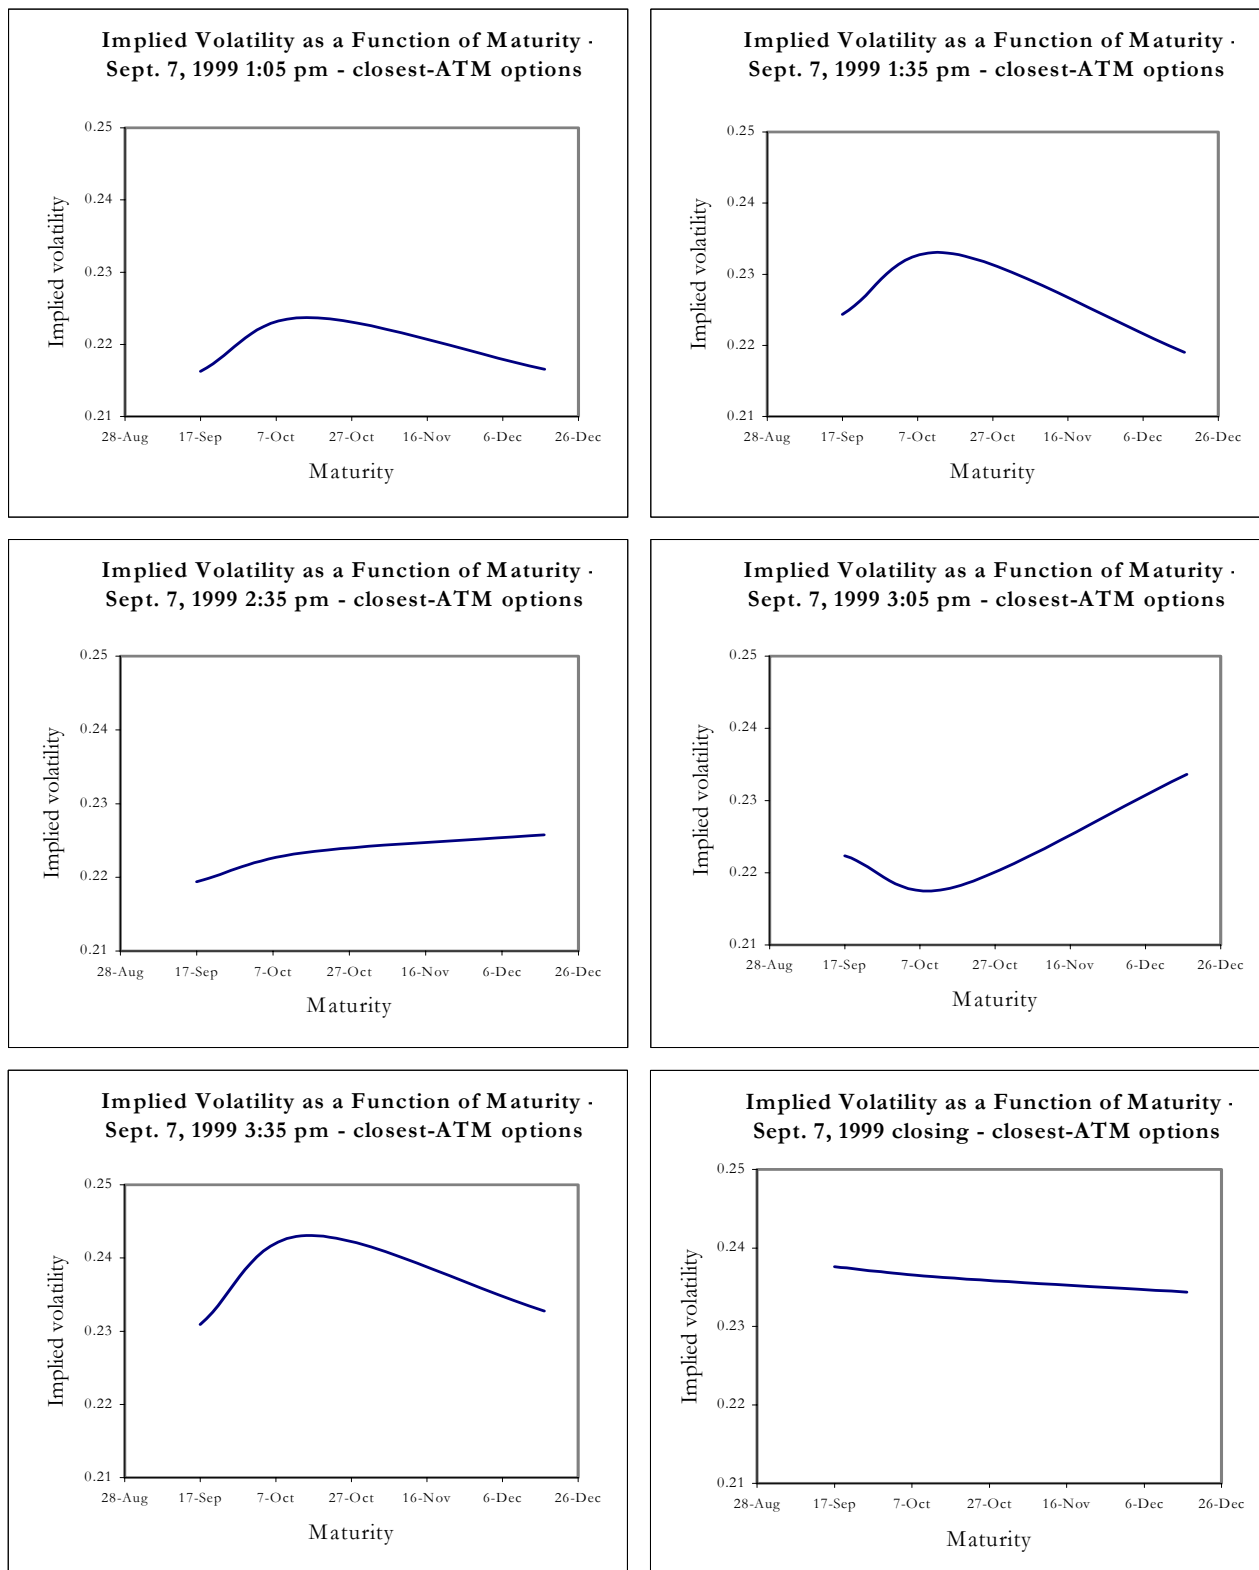 Implied Volatility as a Function of Maturity -
Sept. 7, 1999 1:05 pm - closest-ATM options
0.25
0.24
0.23
0.22
0.21
Implied volatility
28-Aug 17-Sep 7-Oct 27-Oct 16-Nov 6-Dec 26-Dec
Maturity
Implied Volatility as a Function of Maturity -
Sept. 7, 1999 1:35 pm - closest-ATM options
0.25
0.24
0.23
0.22
0.21
Implied volatility
28-Aug 17-Sep 7-Oct 27-Oct 16-Nov 6-Dec 26-Dec
Maturity
Implied Volatility as a Function of Maturity -
Sept. 7, 1999 2:35 pm - closest-ATM options
0.25
0.24
0.23
0.22
0.21
Implied volatility
28-Aug 17-Sep 7-Oct 27-Oct 16-Nov 6-Dec 26-Dec
Maturity
Implied Volatility as a Function of Maturity -
Sept. 7, 1999 3:05 pm - closest-ATM options
0.25
0.24
0.23
0.22
0.21
Implied volatility
28-Aug 17-Sep 7-Oct 27-Oct 16-Nov 6-Dec 26-Dec
Maturity
Implied Volatility as a Function of Maturity -
Sept. 7, 1999 3:35 pm - closest-ATM options
0.25
0.24
0.23
0.22
0.21
Implied volatility
28-Aug 17-Sep 7-Oct 27-Oct 16-Nov 6-Dec 26-Dec
Maturity
Implied Volatility as a Function of Maturity -
Sept. 7, 1999 closing - closest-ATM options
0.25
0.24
0.23
0.22
0.21
Implied volatility
28-Aug 17-Sep 7-Oct 27-Oct 16-Nov 6-Dec 26-Dec
Maturity